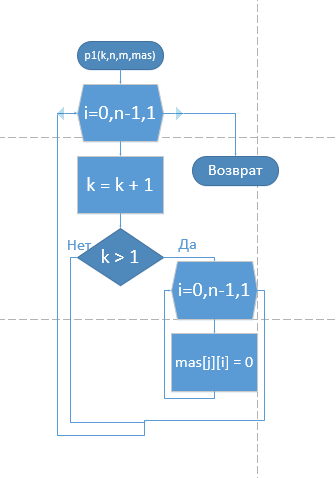 p1(k,n,m,mas)
i=0,n-1,1
k = k + 1
Возврат
Нет
k > 1
Да
i=0,n-1,1
mas[j][i] = 0